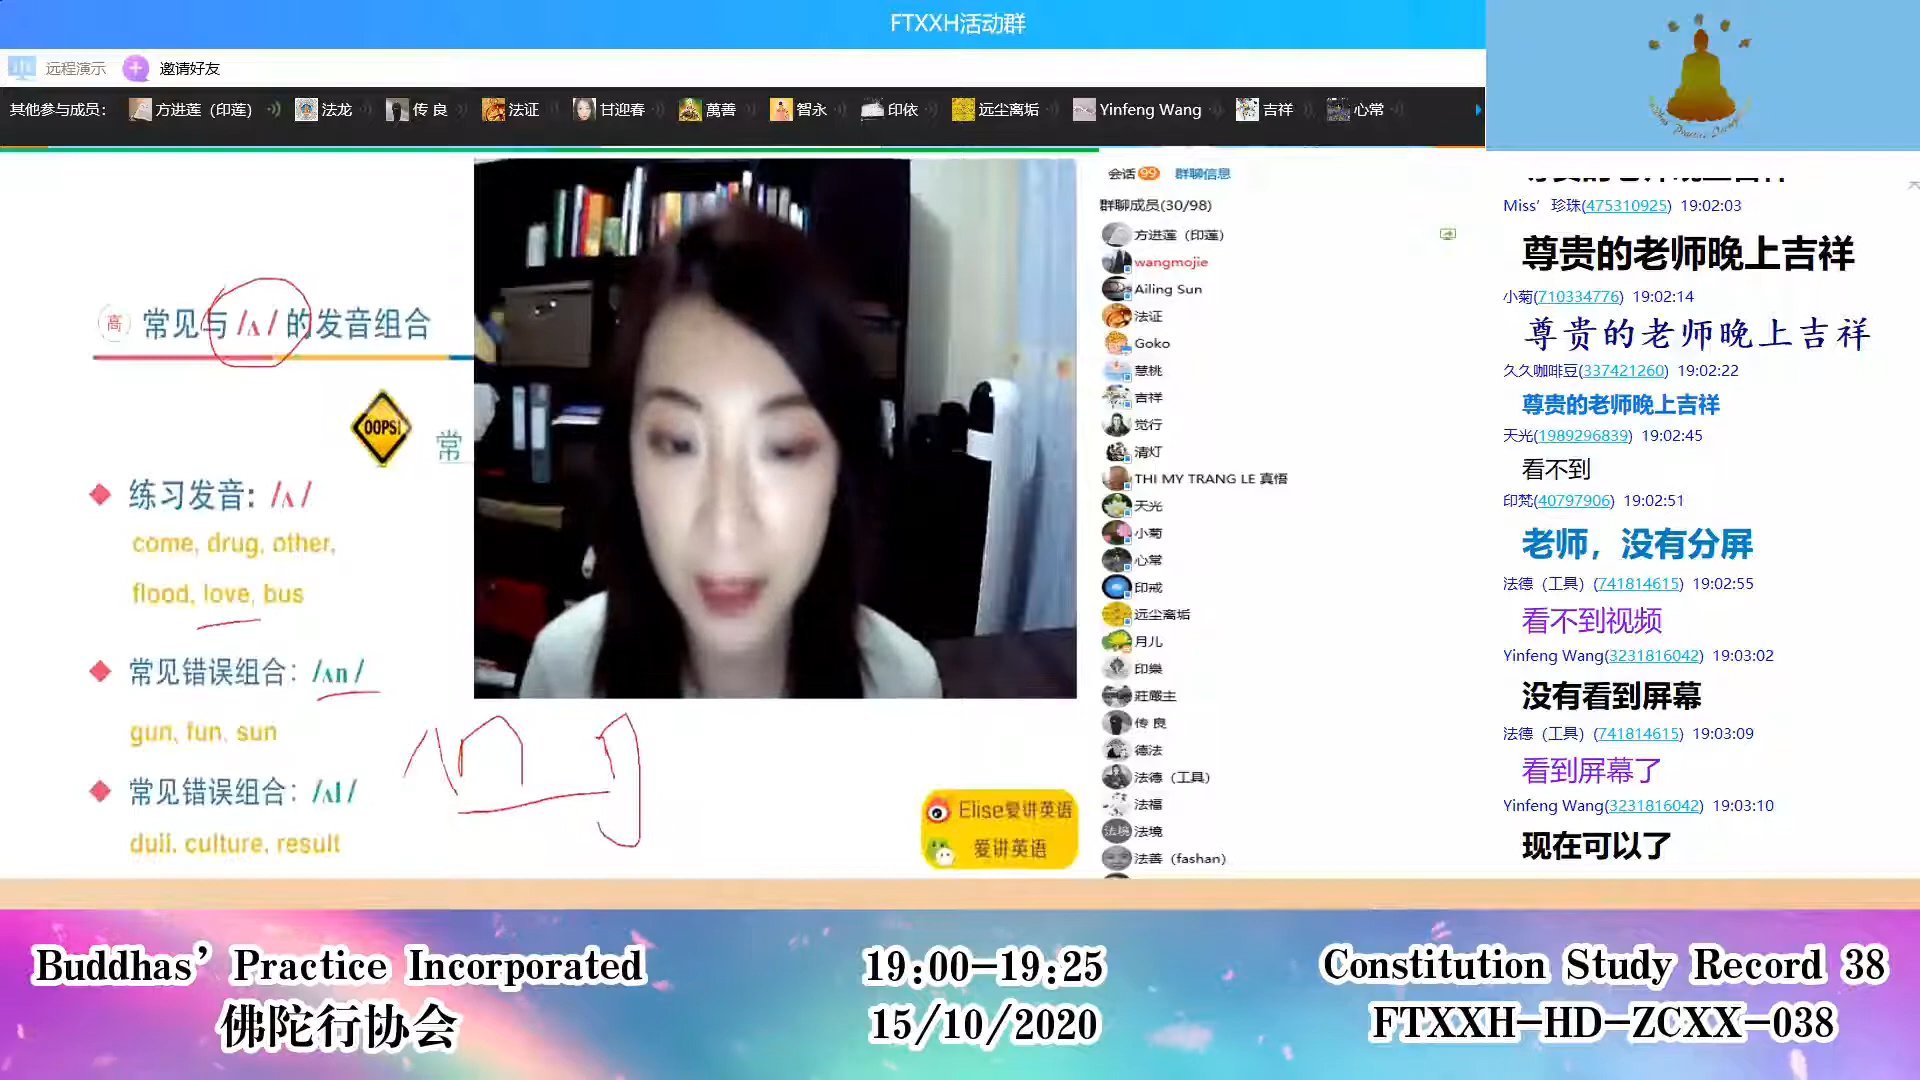 FTXXH活动群
远程演示 邀请好友
其他参与成员： 方进莲（印莲） 法龙 传 良 法证 甘迎春 萬善 智永 印依 远尘离垢 Yinfeng Wang 吉祥 心常
高 常见与 /ʌ/ 的发音组合
OOPS!
常
练习发音: /ʌ/
come, drug, other,
flood, love, bus
常见错误组合: /ʌn /
gun, fun, sun
常见错误组合: /ʌl /
dull, culture, result
Elise爱讲英语
爱讲英语
会话 99 群聊信息
群聊成员(30/98)
方进莲（印莲）
wangmojie
Ailing Sun
法证
Goko
慧桃
吉祥
觉行
清灯
THI MY TRANG LE 真悟
天光
小菊
心常
印戒
远尘离垢
月儿
印樂
莊嚴主
传 良
德法
法德（工具）
法福
法境 法境
法善（fashan）
Miss’珍珠(475310925) 19:02:03
尊贵的老师晚上吉祥
小菊(710334776) 19:02:14
尊贵的老师晚上吉祥
久久咖啡豆(337421260) 19:02:22
尊贵的老师晚上吉祥
天光(1989296839) 19:02:45
看不到
印梵(40797906) 19:02:51
老师，没有分屏
法德（工具）(741814615) 19:02:55
看不到视频
Yinfeng Wang(3231816042) 19:03:02
没有看到屏幕
法德（工具）(741814615) 19:03:09
看到屏幕了
Yinfeng Wang(3231816042) 19:03:10
现在可以了
Buddhas’ Practice Incorporated
佛陀行协会
19:00-19:25
15/10/2020
Constitution Study Record 38
FTXXH-HD-ZCXX-038